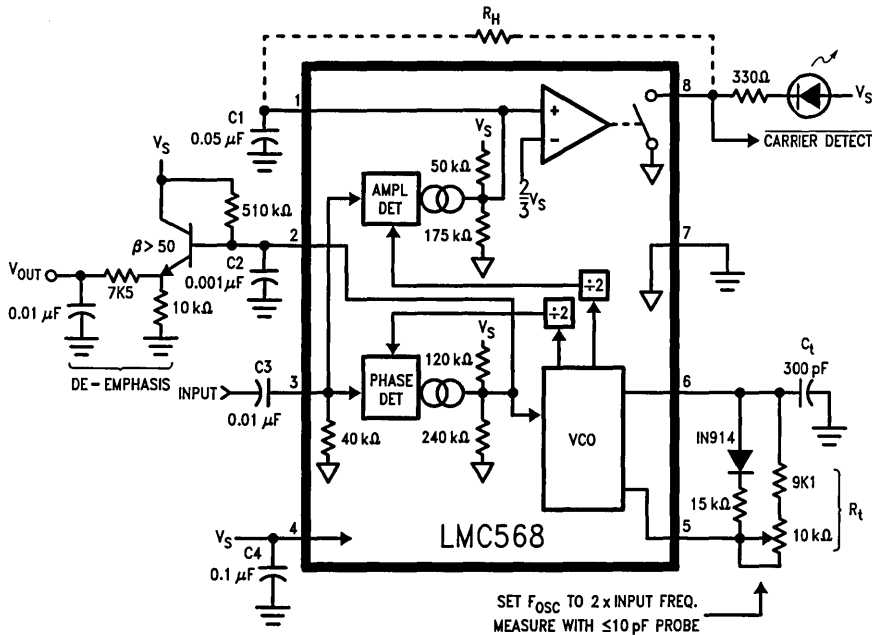 R_H
8
330Ω
V_S
CARRIER DETECT
1
C1
0.05 µF
V_S
+
−
2/3 V_S
V_S
50 kΩ
AMPL
DET
175 kΩ
510 kΩ
β > 50
2
C2
0.001 µF
V_OUT
7K5
10 kΩ
0.01 µF
DE-EMPHASIS
7
÷2
÷2
V_S
120 kΩ
PHASE
DET
240 kΩ
C3
INPUT
0.01 µF
3
40 kΩ
VCO
6
C_t
300 pF
IN914
9K1
15 kΩ
10 kΩ
R_t
5
V_S
4
C4
0.1 µF
LMC568
SET F_OSC TO 2 x INPUT FREQ.
MEASURE WITH ≤10 pF PROBE